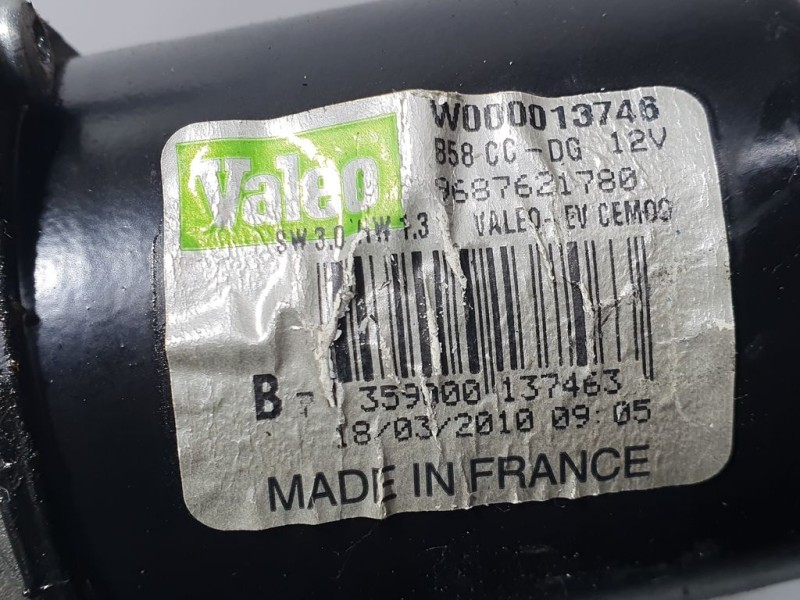 W000013746
Valeo
B58-CC-DG 12V
9687621780
SW 3.0 HW 1.3 VALEO-EV CEMOG
B 7 359000 137463
18/03/2010 09:05
MADE IN FRANCE